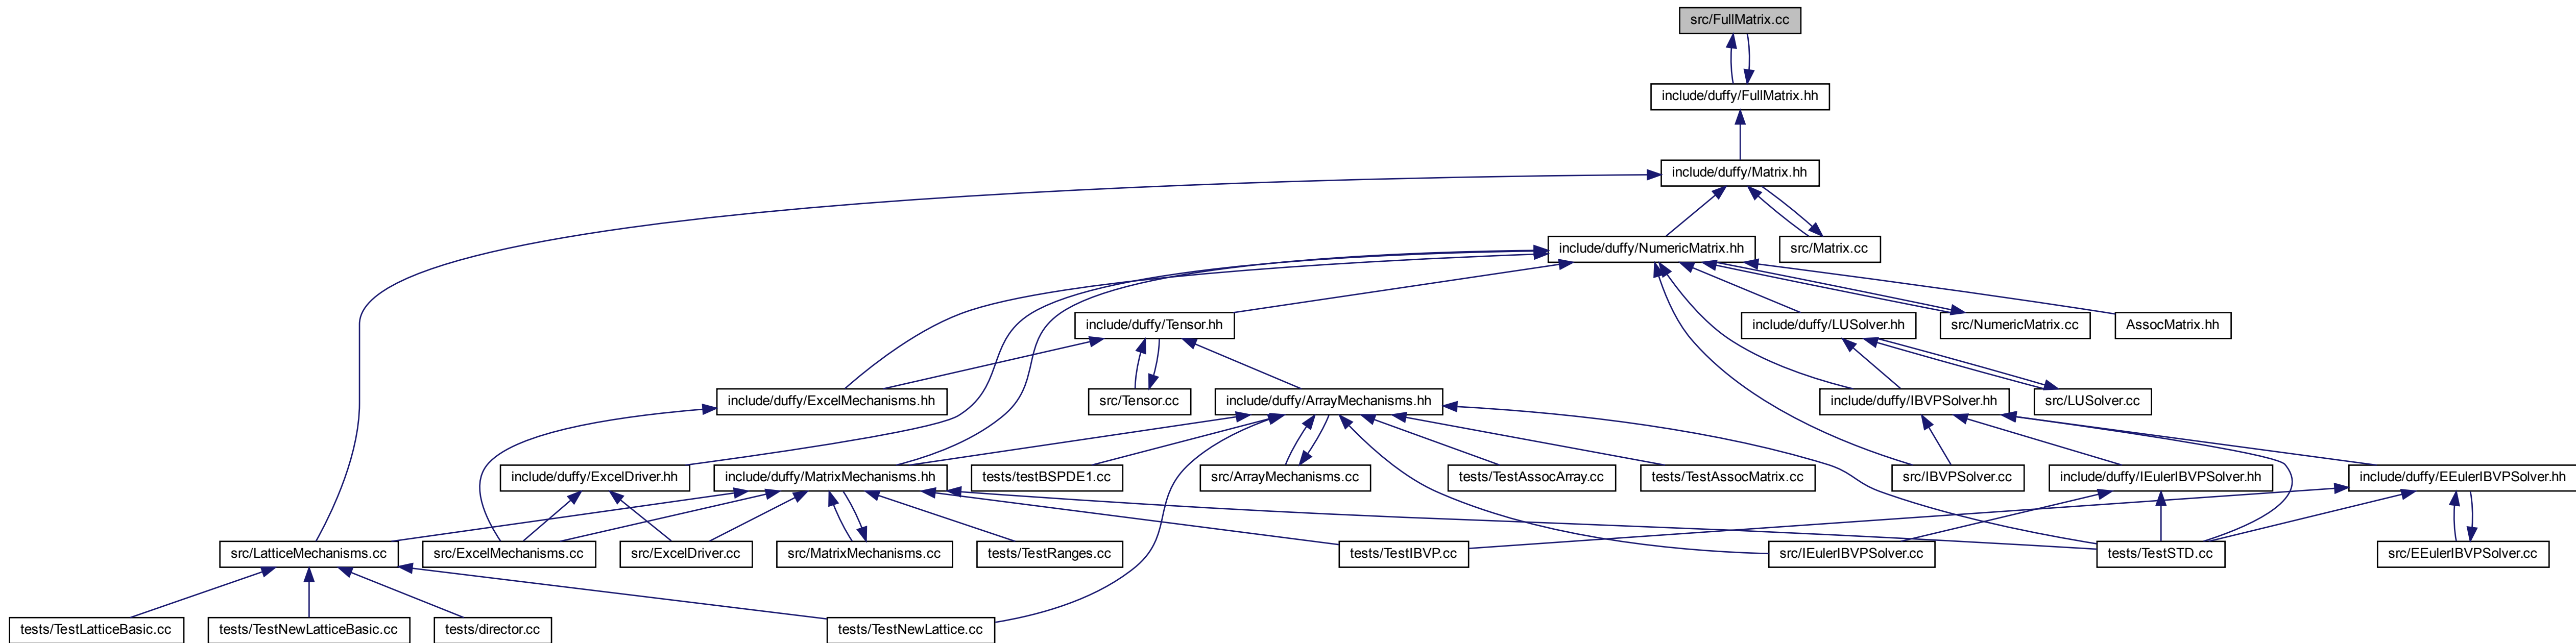 src/FullMatrix.cc
include/duffy/FullMatrix.hh
include/duffy/Matrix.hh
include/duffy/NumericMatrix.hh
src/Matrix.cc
include/duffy/Tensor.hh
include/duffy/LUSolver.hh
src/NumericMatrix.cc
AssocMatrix.hh
include/duffy/ExcelMechanisms.hh
src/Tensor.cc
include/duffy/ArrayMechanisms.hh
include/duffy/IBVPSolver.hh
src/LUSolver.cc
include/duffy/ExcelDriver.hh
include/duffy/MatrixMechanisms.hh
tests/testBSPDE1.cc
src/ArrayMechanisms.cc
tests/TestAssocArray.cc
tests/TestAssocMatrix.cc
src/IBVPSolver.cc
include/duffy/IEulerIBVPSolver.hh
include/duffy/EEulerIBVPSolver.hh
src/LatticeMechanisms.cc
src/ExcelMechanisms.cc
src/ExcelDriver.cc
src/MatrixMechanisms.cc
tests/TestRanges.cc
tests/TestIBVP.cc
src/IEulerIBVPSolver.cc
tests/TestSTD.cc
src/EEulerIBVPSolver.cc
tests/TestLatticeBasic.cc
tests/TestNewLatticeBasic.cc
tests/director.cc
tests/TestNewLattice.cc